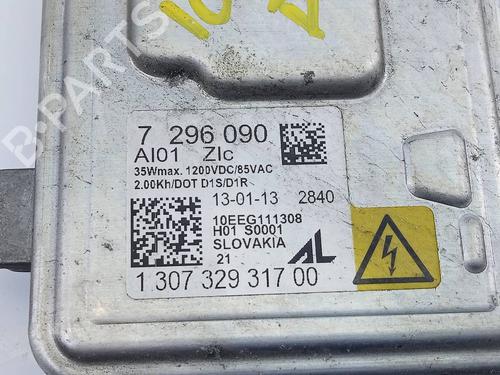 B-PARTS
7 296 090
AI01 ZIc
35Wmax. 1200VDC/85VAC
2.00Kh/DOT D1S/D1R
13-01-13 2840
10EEG111308
H01 S0001
SLOVAKIA
21
AL
1 307 329 317 00